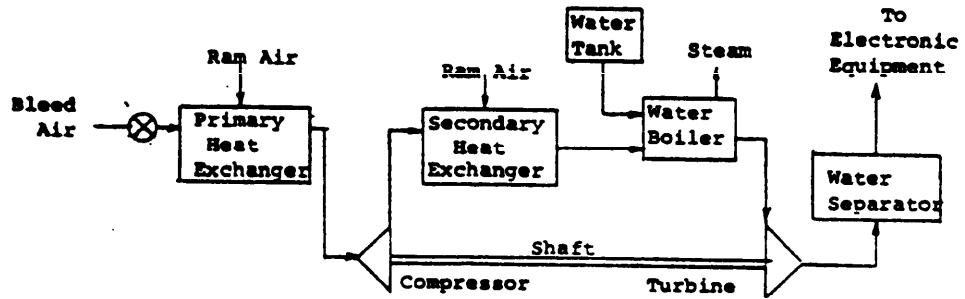 To
Electronic
Equipment
Water
Tank
Steam
Ram Air
Ram Air
Bleed
Air
Primary
Heat
Exchanger
Secondary
Heat
Exchanger
Water
Boiler
Water
Separator
Shaft
Compressor
Turbine